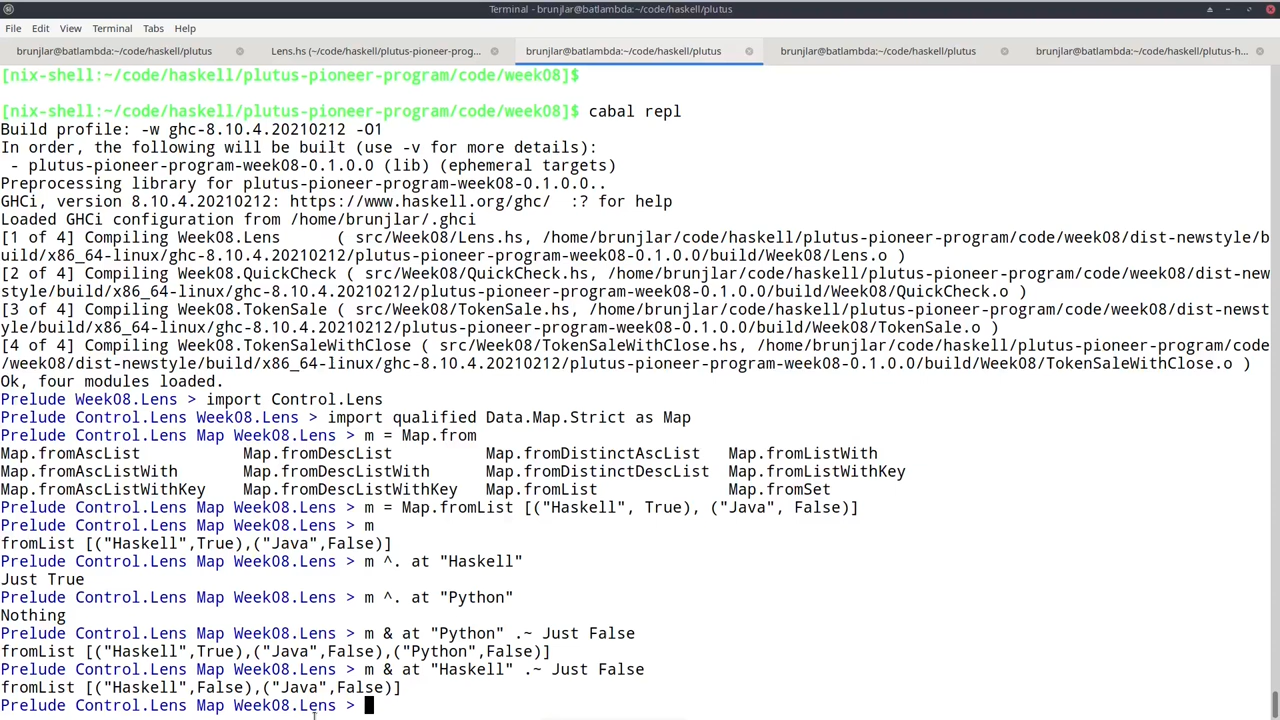 Terminal - brunjlar@batlambda:~/code/haskell/plutus
File Edit View Terminal Tabs Help
brunjlar@batlambda:~/code/haskell/plutus Lens.hs (~/code/haskell/plutus-pioneer-prog... brunjlar@batlambda:~/code/haskell/plutus brunjlar@batlambda:~/code/haskell/plutus brunjlar@batlambda:~/code/haskell/plutus-h...
[nix-shell:~/code/haskell/plutus-pioneer-program/code/week08]$
[nix-shell:~/code/haskell/plutus-pioneer-program/code/week08]$ cabal repl
Build profile: -w ghc-8.10.4.20210212 -O1
In order, the following will be built (use -v for more details):
 - plutus-pioneer-program-week08-0.1.0.0 (lib) (ephemeral targets)
Preprocessing library for plutus-pioneer-program-week08-0.1.0.0..
GHCi, version 8.10.4.20210212: https://www.haskell.org/ghc/  :? for help
Loaded GHCi configuration from /home/brunjlar/.ghci
[1 of 4] Compiling Week08.Lens      ( src/Week08/Lens.hs, /home/brunjlar/code/haskell/plutus-pioneer-program/code/week08/dist-newstyle/b
uild/x86_64-linux/ghc-8.10.4.20210212/plutus-pioneer-program-week08-0.1.0.0/build/Week08/Lens.o )
[2 of 4] Compiling Week08.QuickCheck ( src/Week08/QuickCheck.hs, /home/brunjlar/code/haskell/plutus-pioneer-program/code/week08/dist-new
style/build/x86_64-linux/ghc-8.10.4.20210212/plutus-pioneer-program-week08-0.1.0.0/build/Week08/QuickCheck.o )
[3 of 4] Compiling Week08.TokenSale ( src/Week08/TokenSale.hs, /home/brunjlar/code/haskell/plutus-pioneer-program/code/week08/dist-newst
yle/build/x86_64-linux/ghc-8.10.4.20210212/plutus-pioneer-program-week08-0.1.0.0/build/Week08/TokenSale.o )
[4 of 4] Compiling Week08.TokenSaleWithClose ( src/Week08/TokenSaleWithClose.hs, /home/brunjlar/code/haskell/plutus-pioneer-program/code
/week08/dist-newstyle/build/x86_64-linux/ghc-8.10.4.20210212/plutus-pioneer-program-week08-0.1.0.0/build/Week08/TokenSaleWithClose.o )
Ok, four modules loaded.
Prelude Week08.Lens > import Control.Lens
Prelude Control.Lens Week08.Lens > import qualified Data.Map.Strict as Map
Prelude Control.Lens Map Week08.Lens > m = Map.from
Map.fromAscList Map.fromDescList Map.fromDistinctAscList Map.fromListWith
Map.fromAscListWith Map.fromDescListWith Map.fromDistinctDescList Map.fromListWithKey
Map.fromAscListWithKey Map.fromDescListWithKey Map.fromList Map.fromSet
Prelude Control.Lens Map Week08.Lens > m = Map.fromList [("Haskell", True), ("Java", False)]
Prelude Control.Lens Map Week08.Lens > m
fromList [("Haskell",True),("Java",False)]
Prelude Control.Lens Map Week08.Lens > m ^. at "Haskell"
Just True
Prelude Control.Lens Map Week08.Lens > m ^. at "Python"
Nothing
Prelude Control.Lens Map Week08.Lens > m & at "Python" .~ Just False
fromList [("Haskell",True),("Java",False),("Python",False)]
Prelude Control.Lens Map Week08.Lens > m & at "Haskell" .~ Just False
fromList [("Haskell",False),("Java",False)]
Prelude Control.Lens Map Week08.Lens >